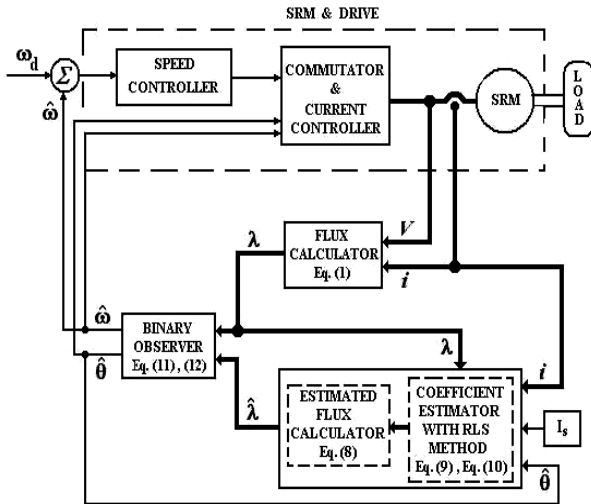 SRM & DRIVE
ω_d
Σ
SPEED
CONTROLLER
COMMUTATOR
&
CURRENT
CONTROLLER
SRM
LOAD
ω̂
V
λ
FLUX
CALCULATOR
Eq. (1)
i
ω̂
θ̂
BINARY
OBSERVER
Eq. (11), (12)
λ
λ̂
i
ESTIMATED
FLUX
CALCULATOR
Eq. (8)
COEFFICIENT
ESTIMATOR
WITH RLS
METHOD
Eq. (9) , Eq. (10)
I_s
θ̂